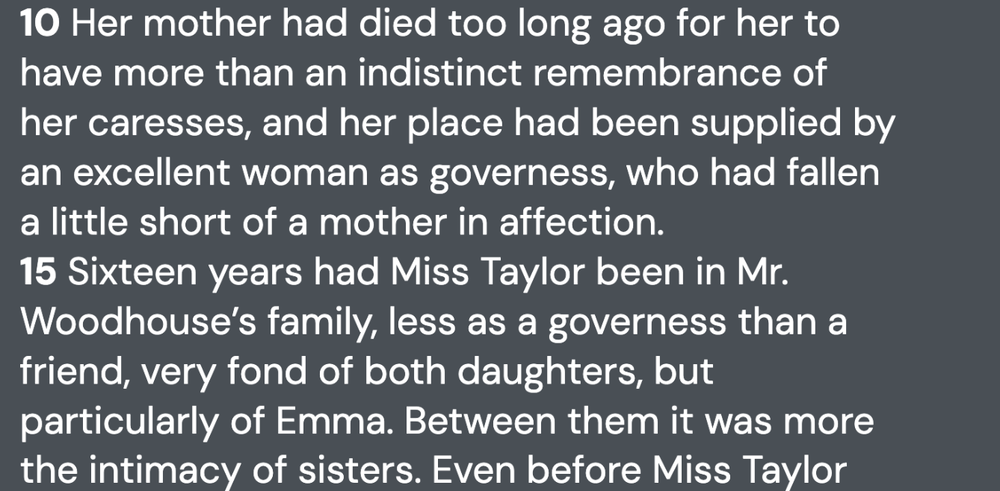 10 Her mother had died too long ago for her to
have more than an indistinct remembrance of
her caresses, and her place had been supplied by
an excellent woman as governess, who had fallen
a little short of a mother in affection.
15 Sixteen years had Miss Taylor been in Mr.
Woodhouse’s family, less as a governess than a
friend, very fond of both daughters, but
particularly of Emma. Between them it was more
the intimacy of sisters. Even before Miss Taylor